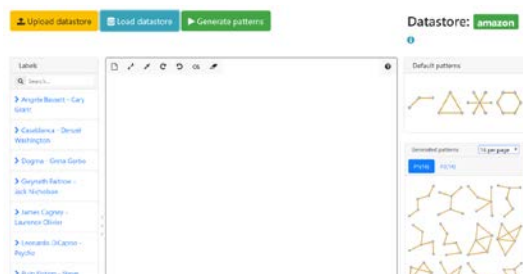 Upload datastore
Load datastore
Generate patterns
Datastore: amazon
Labels
Search...
Angela Bassett - Cary
Grant
Casablanca - Denzel
Washington
Dogma - Greta Garbo
Gwyneth Paltrow -
Jack Nicholson
James Cagney -
Laurence Olivier
Leonardo DiCaprio -
Psycho
Default patterns
Generated patterns
16 per page